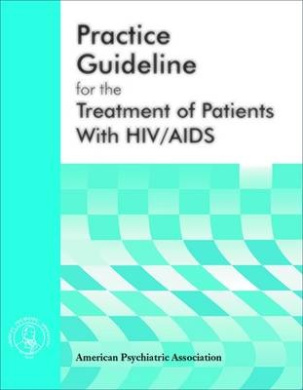 Practice
Guideline
for the
Treatment of Patients
With HIV/AIDS
American Psychiatric Association